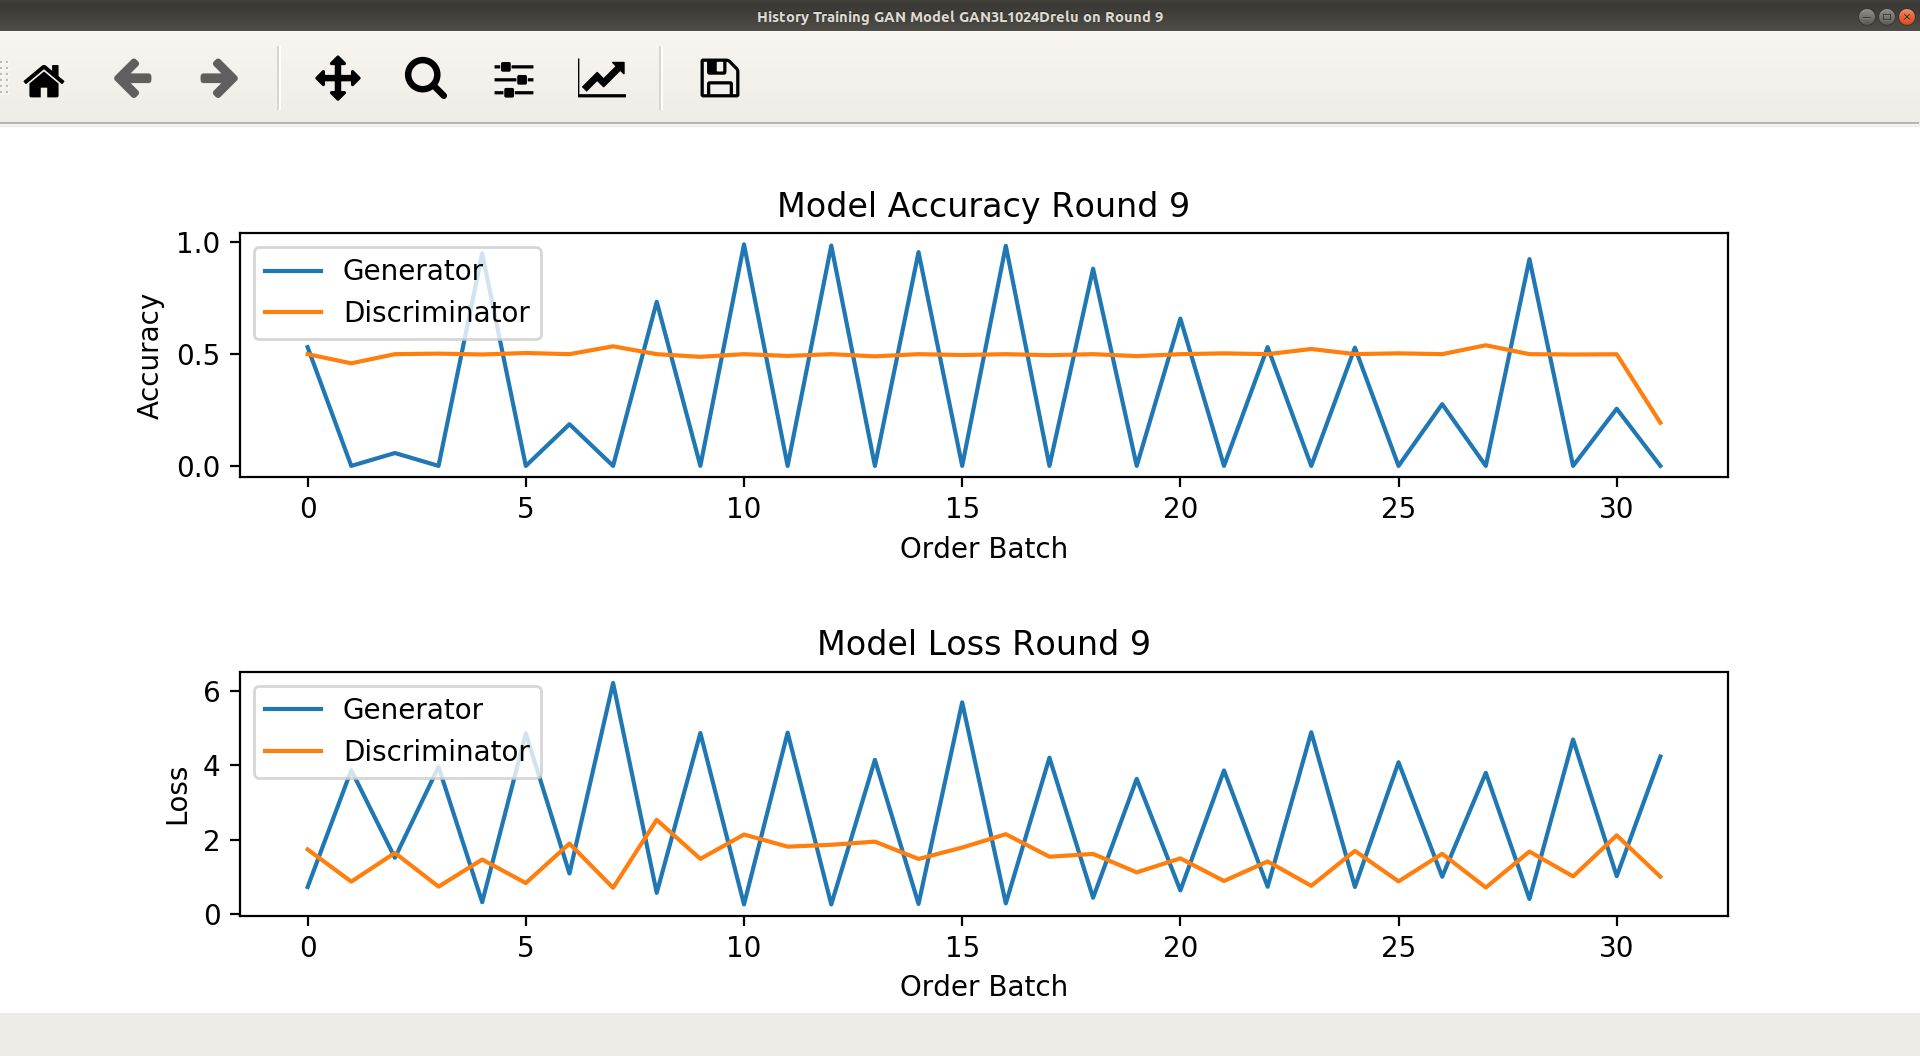 History Training GAN Model GAN3L1024Drelu on Round 9
Model Accuracy Round 9
1.0
0.5
0.0
Accuracy
Generator
Discriminator
0 5 10 15 20 25 30
Order Batch
Model Loss Round 9
6
4
2
0
Loss
Generator
Discriminator
0 5 10 15 20 25 30
Order Batch